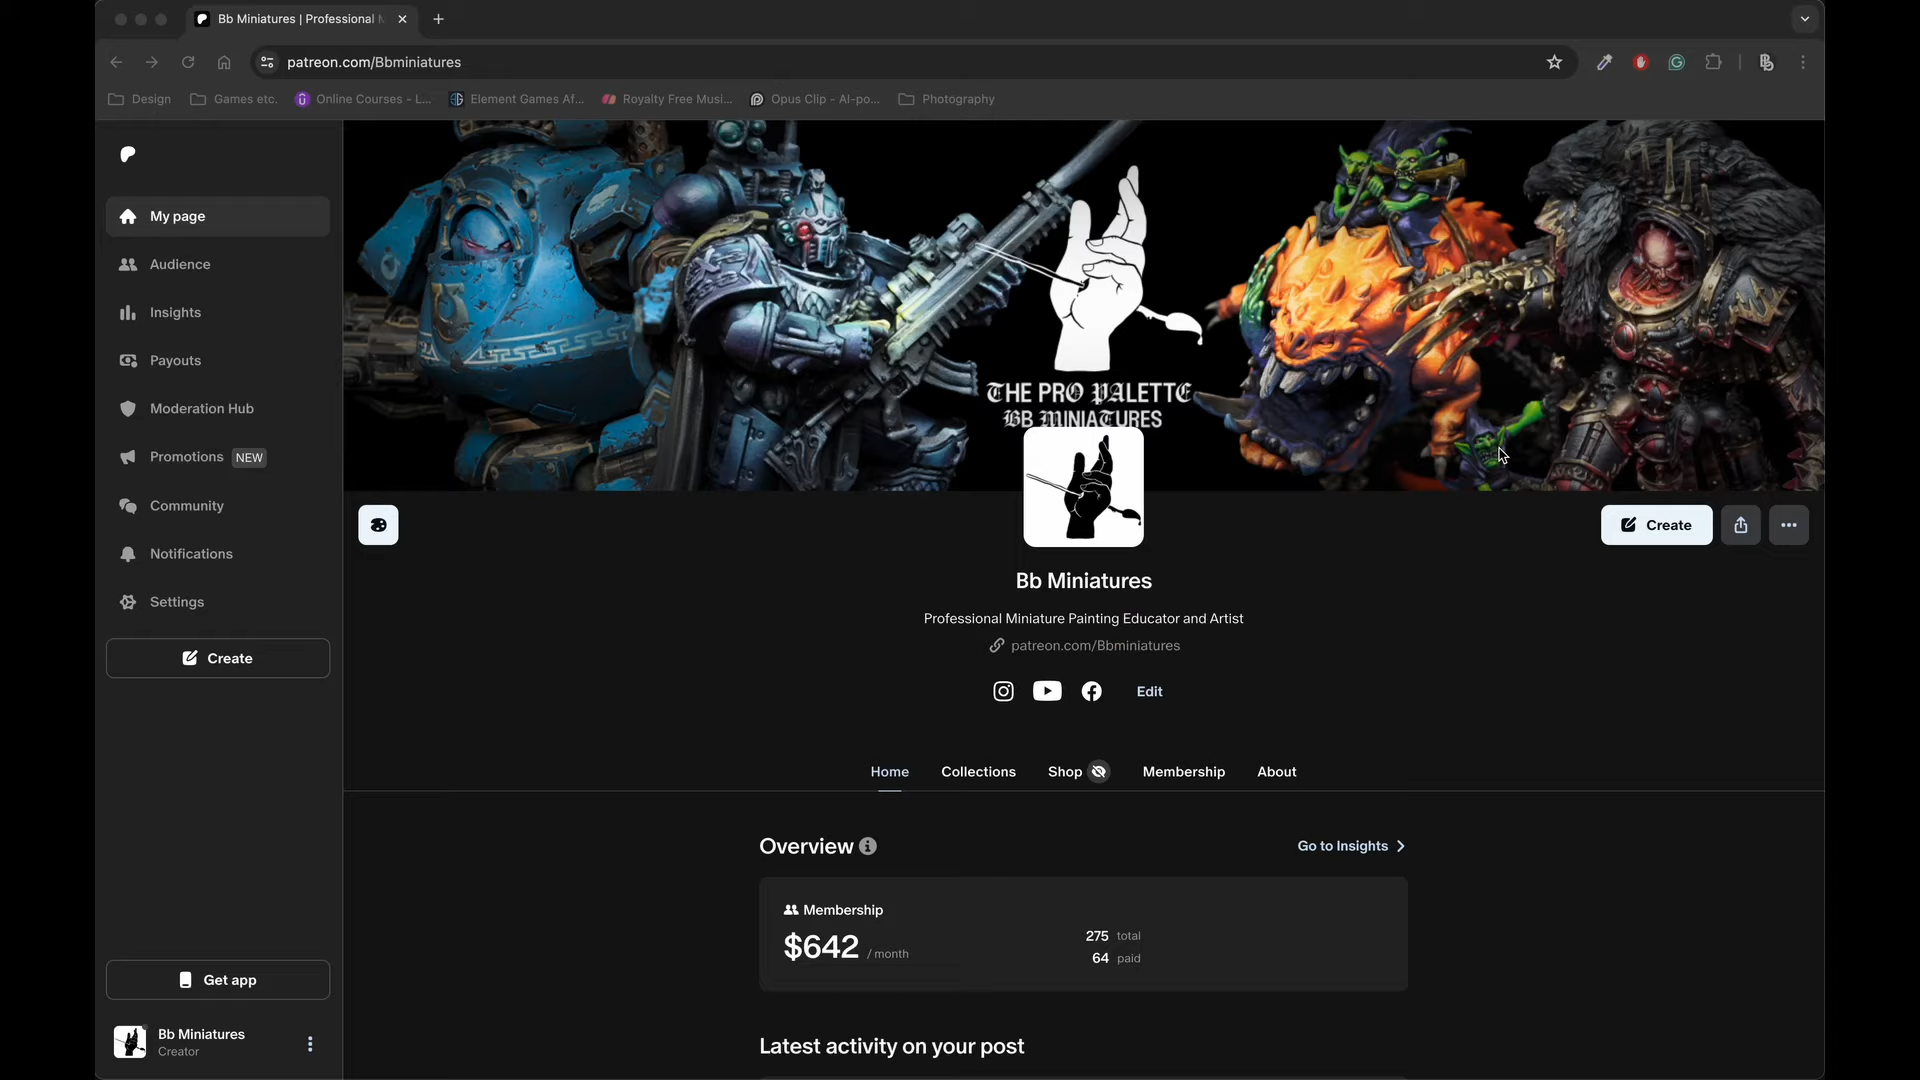 Bb Miniatures | Professional M
patreon.com/Bbminiatures
Design
Games etc.
Online Courses - L...
Element Games Af...
Royalty Free Musi...
Opus Clip - AI-po...
Photography
My page
Audience
Insights
Payouts
Moderation Hub
Promotions NEW
Community
Notifications
Settings
Create
Get app
Bb Miniatures
Creator
THE PRO PALETTE
BB MINIATURES
Create
Bb Miniatures
Professional Miniature Painting Educator and Artist
patreon.com/Bbminiatures
Edit
Home Collections Shop Membership About
Overview
Go to Insights
Membership
$642 / month
275 total
64 paid
Latest activity on your post